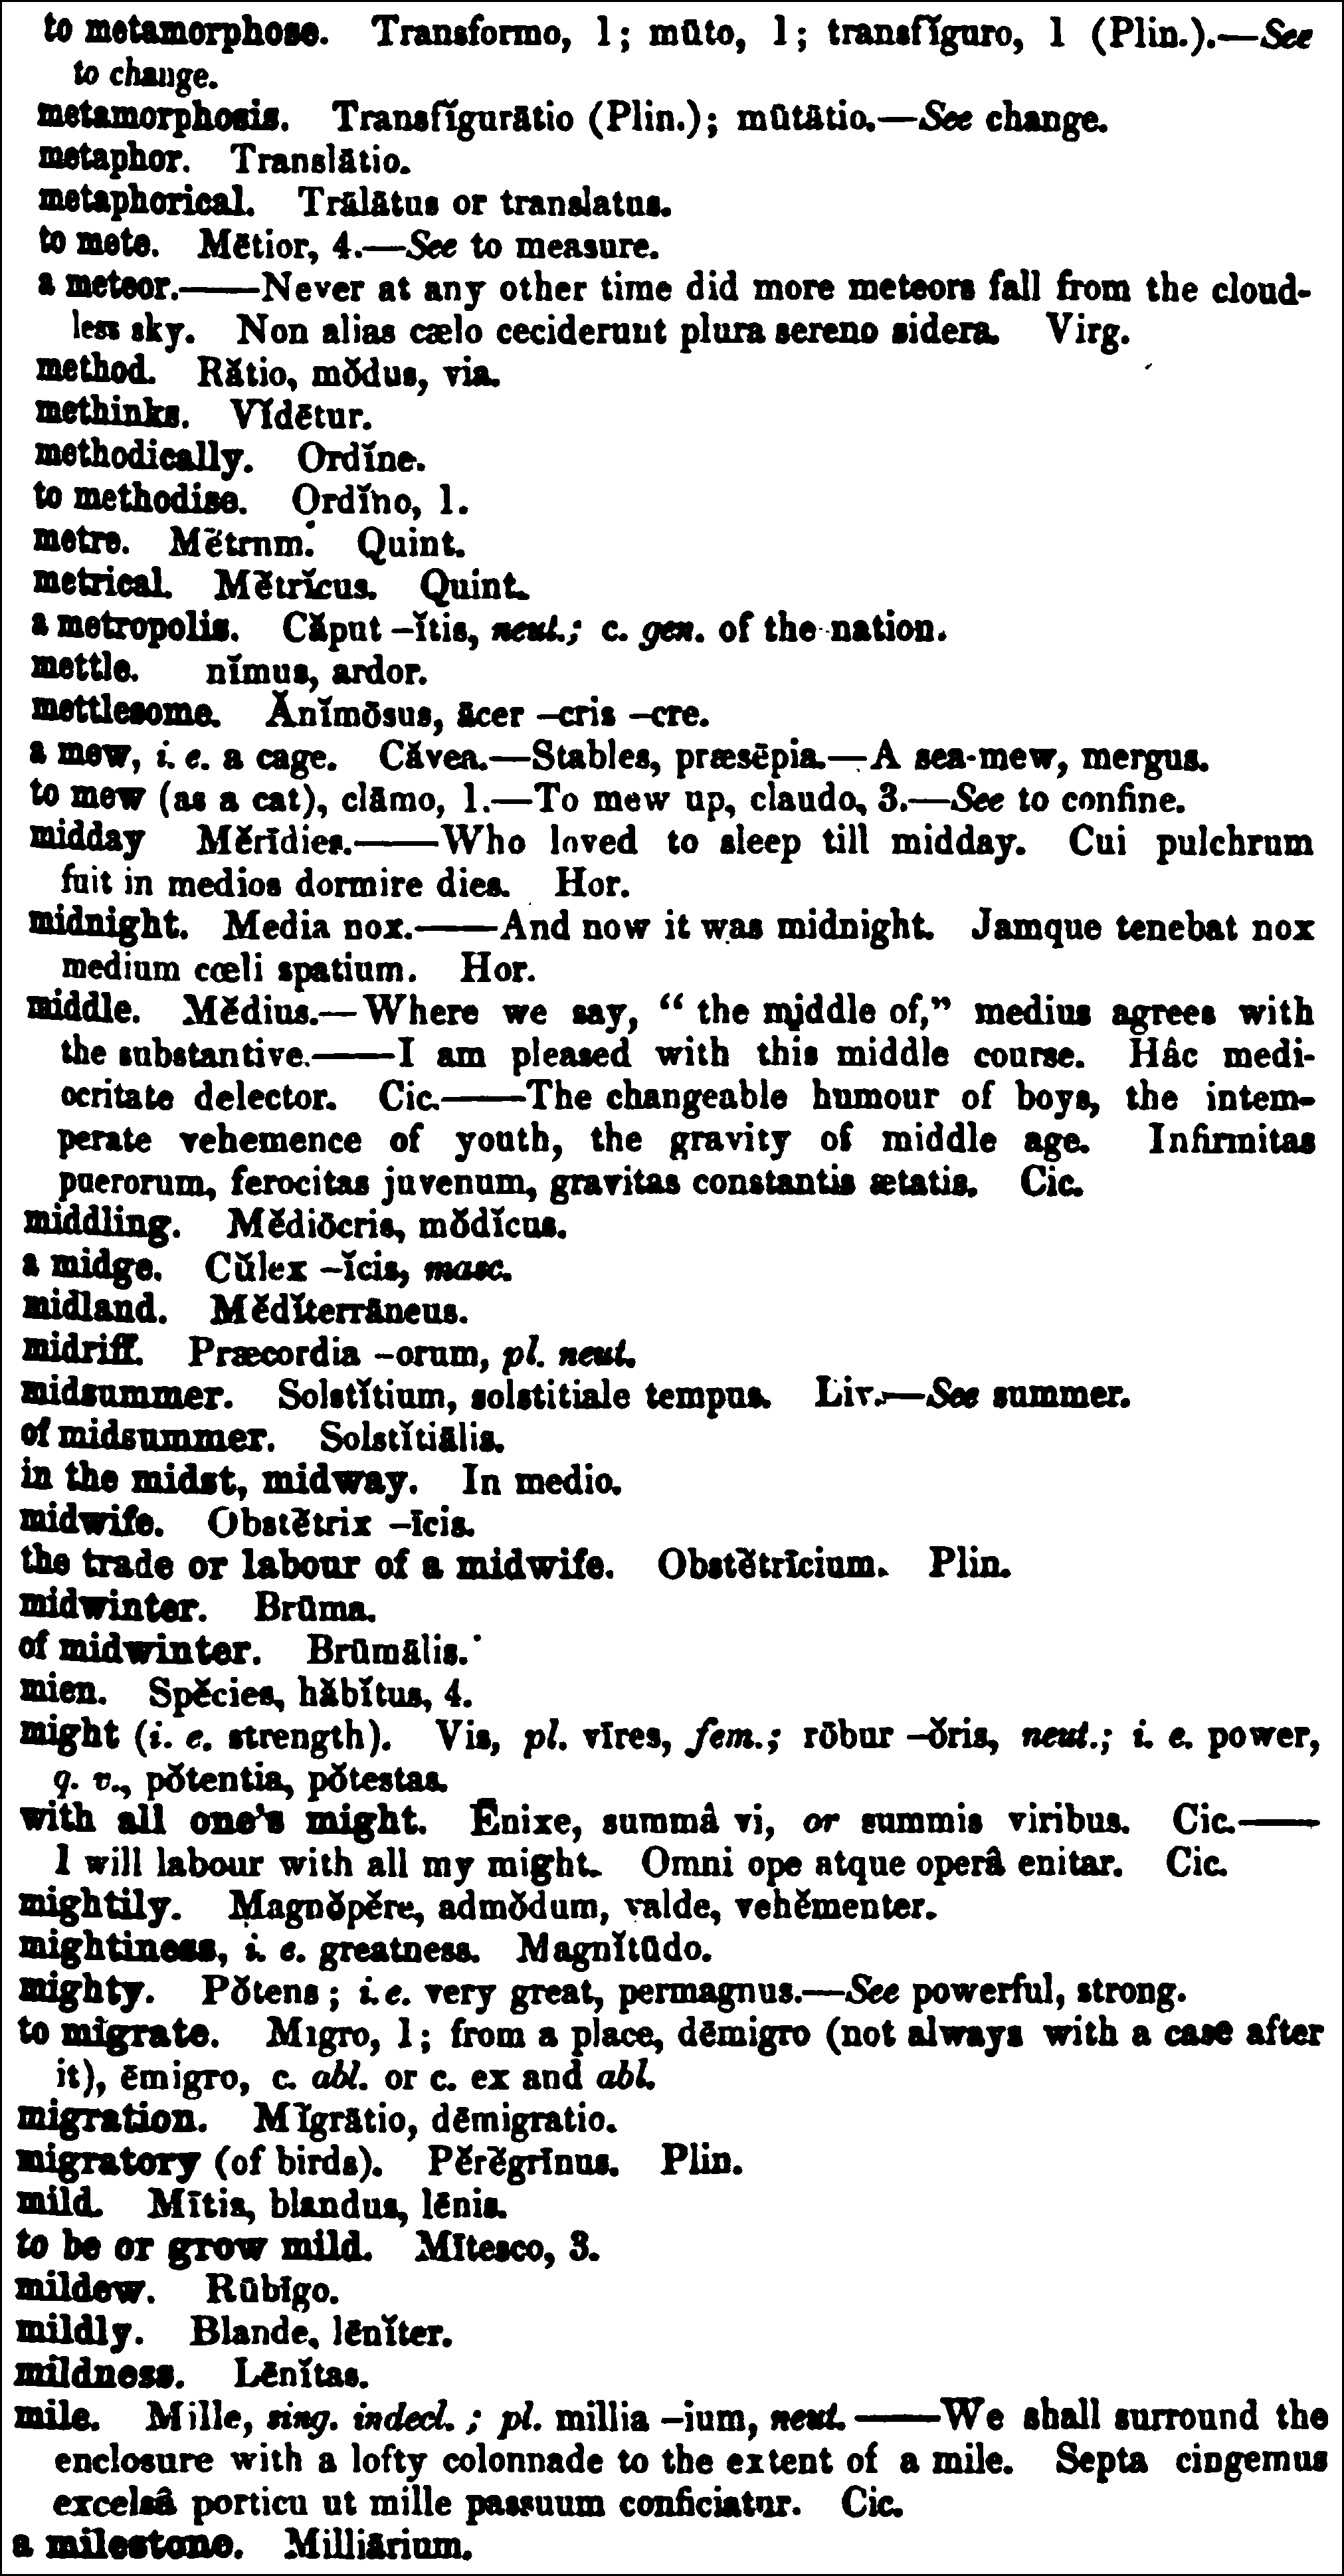 to metamorphose. Transformo, 1; mūto, 1; transfĭguro, 1 (Plin.).—See
to change.
metamorphosis. Transfĭgurātio (Plin.); mūtātio.—See change.
metaphor. Translātio.
metaphorical. Trālātus or translatus.
to mete. Mētior, 4.—See to measure.
a meteor.——Never at any other time did more meteors fall from the cloud-
less sky. Non alias cælo ceciderunt plura sereno sidera. Virg.
method. Rătio, mŏdus, via.
methinks. Vĭdētur.
methodically. Ordĭne.
to methodise. Ordĭno, 1.
metre. Mĕtrum. Quint.
metrical. Mĕtrĭcus. Quint.
a metropolis. Căput –ĭtis, neut.; c. gen. of the nation.
mettle. nĭmus, ardor.
mettlesome. Ănĭmōsus, ācer –cris –cre.
a mew, i. e. a cage. Căvea.—Stables, præsēpia.—A sea-mew, mergus.
to mew (as a cat), clāmo, 1.—To mew up, claudo, 3.—See to confine.
midday Mĕrīdies.——Who loved to sleep till midday. Cui pulchrum
fuit in medios dormire dies. Hor.
midnight. Media nox.——And now it was midnight. Jamque tenebat nox
medium cœli spatium. Hor.
middle. Mĕdius.—Where we say, “ the middle of,” medius agrees with
the substantive.——I am pleased with this middle course. Hâc medi-
ocritate delector. Cic.——The changeable humour of boys, the intem-
perate vehemence of youth, the gravity of middle age. Infirmitas
puerorum, ferocitas juvenum, gravitas constantis ætatis. Cic.
middling. Mĕdiōcris, mŏdĭcus.
a midge. Cŭlex –ĭcis, masc.
midland. Mĕdĭterrāneus.
midriff. Præcordia –orum, pl. neut.
midsummer. Solstĭtium, solstitiale tempus. Liv.—See summer.
of midsummer. Solstĭtiālis.
in the midst, midway. In medio.
midwife. Obstĕtrix –īcis.
the trade or labour of a midwife. Obstĕtrīcium. Plin.
midwinter. Brūma.
of midwinter. Brūmālis.
mien. Spĕcies, hăbĭtus, 4.
might (i. e. strength). Vis, pl. vīres, fem.; rōbur –ŏris, neut.; i. e. power,
q. v., pŏtentia, pŏtestas.
with all one's might. Ēnixe, summâ vi, or summis viribus. Cic.——
I will labour with all my might. Omni ope atque operâ enitar. Cic.
mightily. Magnŏpĕre, admŏdum, valde, vehĕmenter.
mightiness, i. e. greatness. Magnĭtūdo.
mighty. Pŏtens; i.e. very great, permagnus.—See powerful, strong.
to migrate. Migro, 1; from a place, dēmigro (not always with a case after
it), ēmigro, c. abl. or c. ex and abl.
migration. Mĭgrātio, dēmigratio.
migratory (of birds). Pĕrĕgrīnus. Plin.
mild. Mītis, blandus, lēnis.
to be or grow mild. Mītesco, 3.
mildew. Rūbīgo.
mildly. Blande, lēnĭter.
mildness. Lēnĭtas.
mile. Mille, sing. indecl.; pl. millia –ium, neut.——We shall surround the
enclosure with a lofty colonnade to the extent of a mile. Septa cingemus
excelsâ porticu ut mille passuum conficiatur. Cic.
a milestone. Milliārium.